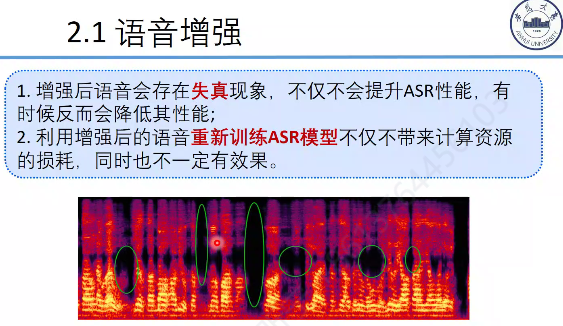 2.1 语音增强
1. 增强后语音会存在失真现象，不仅不会提升ASR性能，有
时候反而会降低其性能;
2. 利用增强后的语音重新训练ASR模型不仅不带来计算资源
的损耗，同时也不一定有效果。